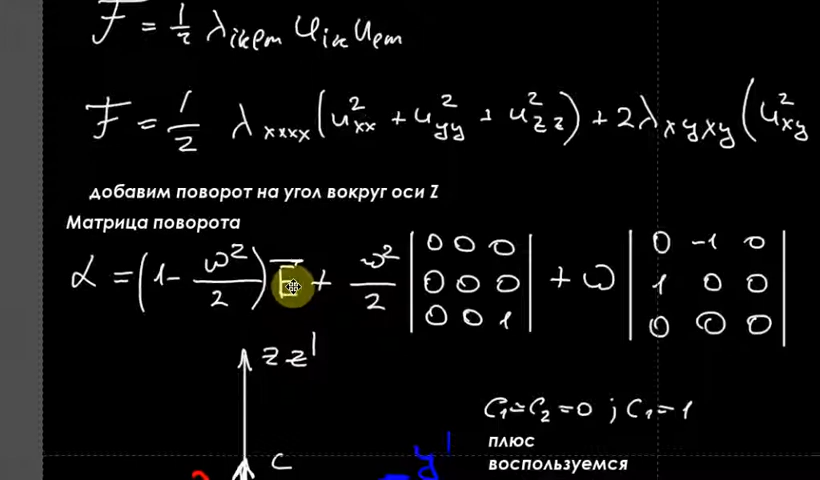 F = 1/2 λ_iklm u_ik u_lm
F = 1/2 λ_xxxx (u²_xx + u²_yy + u²_zz) + 2λ_xyxy (u²_xy
добавим поворот на угол вокруг оси Z
Матрица поворота
α = (1 - ω²/2) E + ω²/2 | 0 0 0 | + ω | 0 -1 0 |
| 0 0 0 | | 1 0 0 |
| 0 0 1 | | 0 0 0 |
z z'
C₁ = C₂ = 0 ; C₁ = 1
плюс
C
y'
воспользуемся